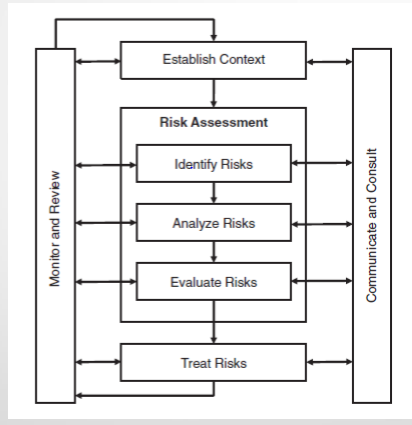 Establish Context
Risk Assessment
Identify Risks
Analyze Risks
Evaluate Risks
Treat Risks
Monitor and Review
Communicate and Consult